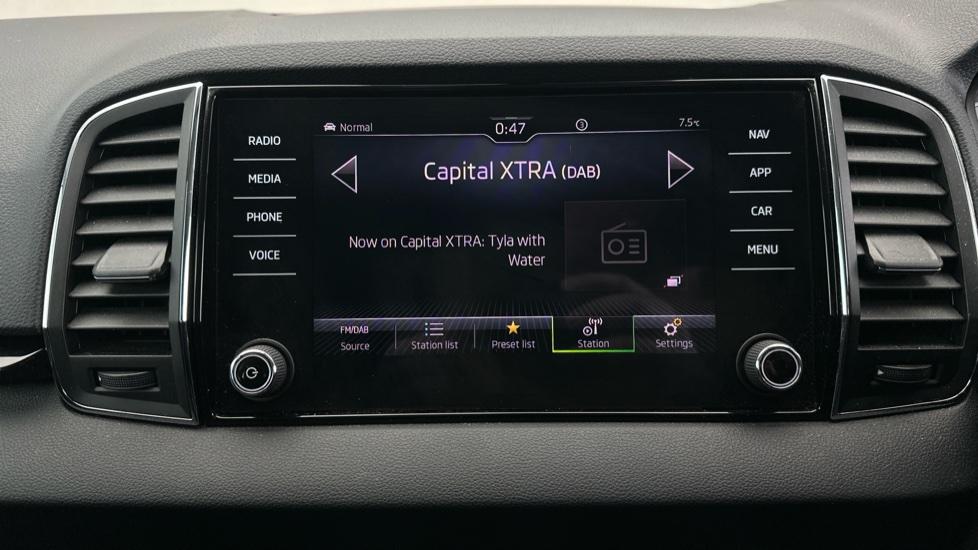 RADIO
MEDIA
PHONE
VOICE
Normal
0:47
3
7.5°C
Capital XTRA (DAB)
Now on Capital XTRA: Tyla with
Water
FM/DAB
Source
Station list
Preset list
Station
Settings
NAV
APP
CAR
MENU